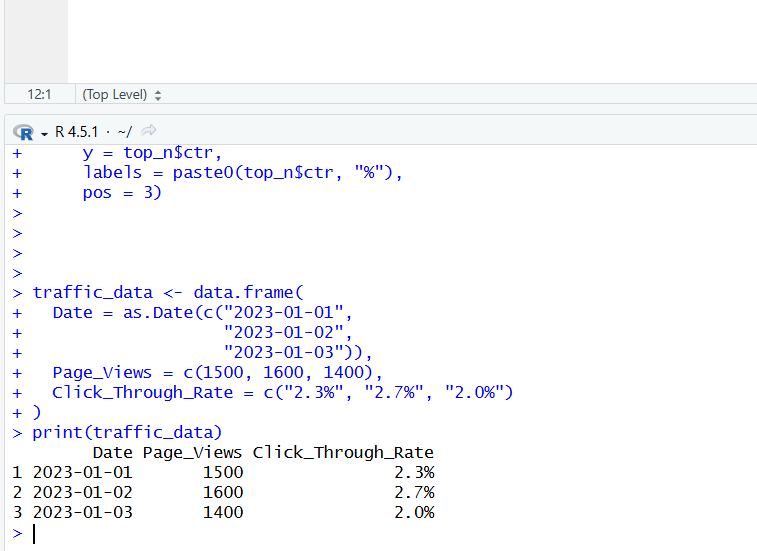 12:1 (Top Level)
R 4.5.1 · ~/
+ y = top_n$ctr,
+ labels = paste0(top_n$ctr, "%"),
+ pos = 3)
>
>
>
>
> traffic_data <- data.frame(
+ Date = as.Date(c("2023-01-01",
+ "2023-01-02",
+ "2023-01-03")),
+ Page_Views = c(1500, 1600, 1400),
+ Click_Through_Rate = c("2.3%", "2.7%", "2.0%")
+ )
> print(traffic_data)
Date Page_Views Click_Through_Rate
1 2023-01-01 1500 2.3%
2 2023-01-02 1600 2.7%
3 2023-01-03 1400 2.0%
>